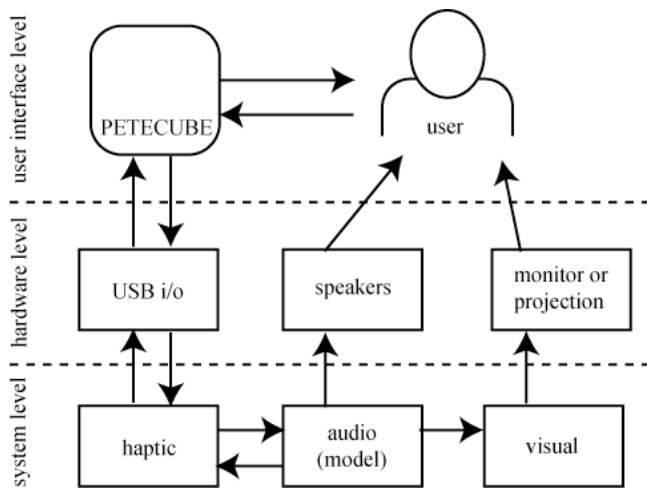 user interface level
PETECUBE
user
hardware level
USB i/o
speakers
monitor or
projection
system level
haptic
audio
(model)
visual